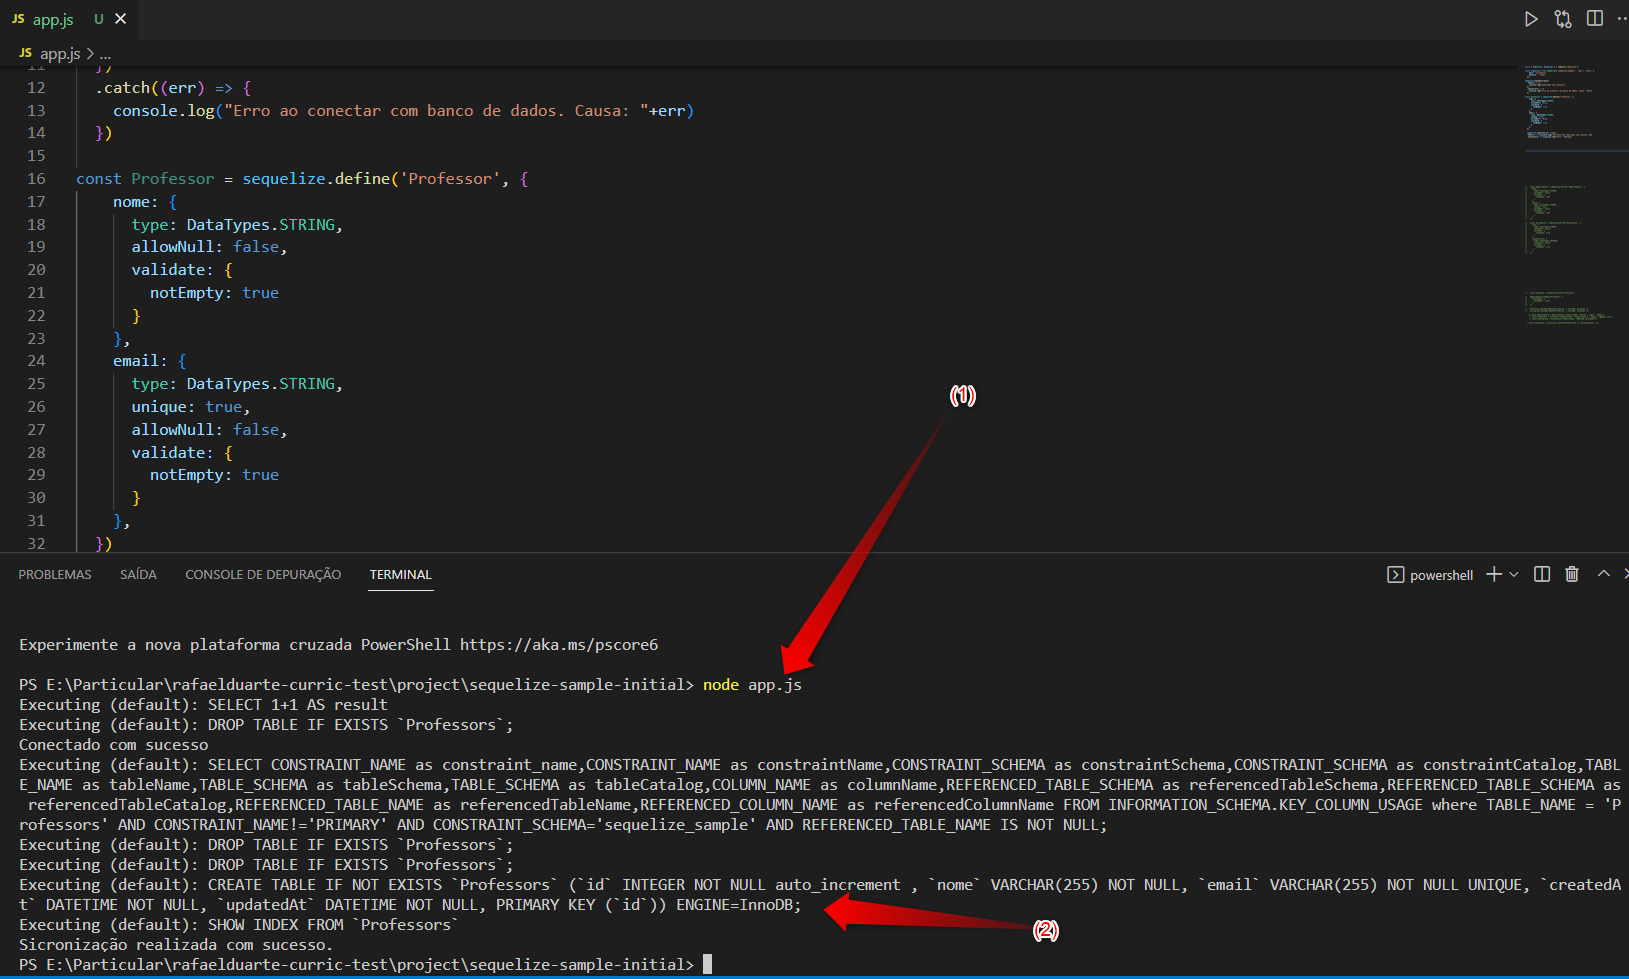 JS app.js U
JS app.js > ...
11 })
12 .catch((err) => {
13 console.log("Erro ao conectar com banco de dados. Causa: "+err)
14 })
15
16 const Professor = sequelize.define('Professor', {
17 nome: {
18 type: DataTypes.STRING,
19 allowNull: false,
20 validate: {
21 notEmpty: true
22 }
23 },
24 email: {
25 type: DataTypes.STRING,
26 unique: true,
27 allowNull: false,
28 validate: {
29 notEmpty: true
30 }
31 },
32 })
(1)
PROBLEMAS SAÍDA CONSOLE DE DEPURAÇÃO TERMINAL powershell
Experimente a nova plataforma cruzada PowerShell https://aka.ms/pscore6
PS E:\Particular\rafaelduarte-curric-test\project\sequelize-sample-initial> node app.js
Executing (default): SELECT 1+1 AS result
Executing (default): DROP TABLE IF EXISTS `Professors`;
Conectado com sucesso
Executing (default): SELECT CONSTRAINT_NAME as constraint_name,CONSTRAINT_NAME as constraintName,CONSTRAINT_SCHEMA as constraintSchema,CONSTRAINT_SCHEMA as constraintCatalog,TABL
E_NAME as tableName,TABLE_SCHEMA as tableSchema,TABLE_SCHEMA as tableCatalog,COLUMN_NAME as columnName,REFERENCED_TABLE_SCHEMA as referencedTableSchema,REFERENCED_TABLE_SCHEMA as
referencedTableCatalog,REFERENCED_TABLE_NAME as referencedTableName,REFERENCED_COLUMN_NAME as referencedColumnName FROM INFORMATION_SCHEMA.KEY_COLUMN_USAGE where TABLE_NAME = 'P
rofessors' AND CONSTRAINT_NAME!='PRIMARY' AND CONSTRAINT_SCHEMA='sequelize_sample' AND REFERENCED_TABLE_NAME IS NOT NULL;
Executing (default): DROP TABLE IF EXISTS `Professors`;
Executing (default): DROP TABLE IF EXISTS `Professors`;
Executing (default): CREATE TABLE IF NOT EXISTS `Professors` (`id` INTEGER NOT NULL auto_increment , `nome` VARCHAR(255) NOT NULL, `email` VARCHAR(255) NOT NULL UNIQUE, `createdA
t` DATETIME NOT NULL, `updatedAt` DATETIME NOT NULL, PRIMARY KEY (`id`)) ENGINE=InnoDB;
Executing (default): SHOW INDEX FROM `Professors`
(2)
Sicronização realizada com sucesso.
PS E:\Particular\rafaelduarte-curric-test\project\sequelize-sample-initial>